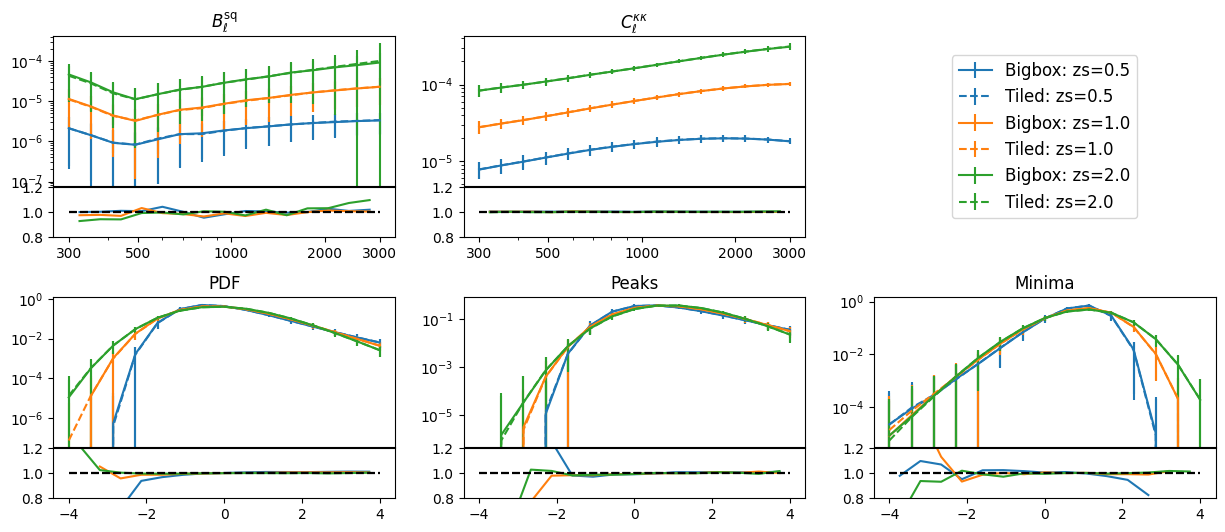 B_ℓ^sq
C_ℓ^κκ
10⁻⁴
10⁻⁵
10⁻⁶
10⁻⁷
1.2
1.0
0.8
300 500 1000 2000 3000
10⁻⁴
10⁻⁵
1.2
1.0
0.8
300 500 1000 2000 3000
Bigbox: zs=0.5
Tiled: zs=0.5
Bigbox: zs=1.0
Tiled: zs=1.0
Bigbox: zs=2.0
Tiled: zs=2.0
PDF
10⁰
10⁻²
10⁻⁴
10⁻⁶
1.2
1.0
0.8
−4 −2 0 2 4
Peaks
10⁻¹
10⁻³
10⁻⁵
1.2
1.0
0.8
−4 −2 0 2 4
Minima
10⁰
10⁻²
10⁻⁴
1.2
1.0
0.8
−4 −2 0 2 4